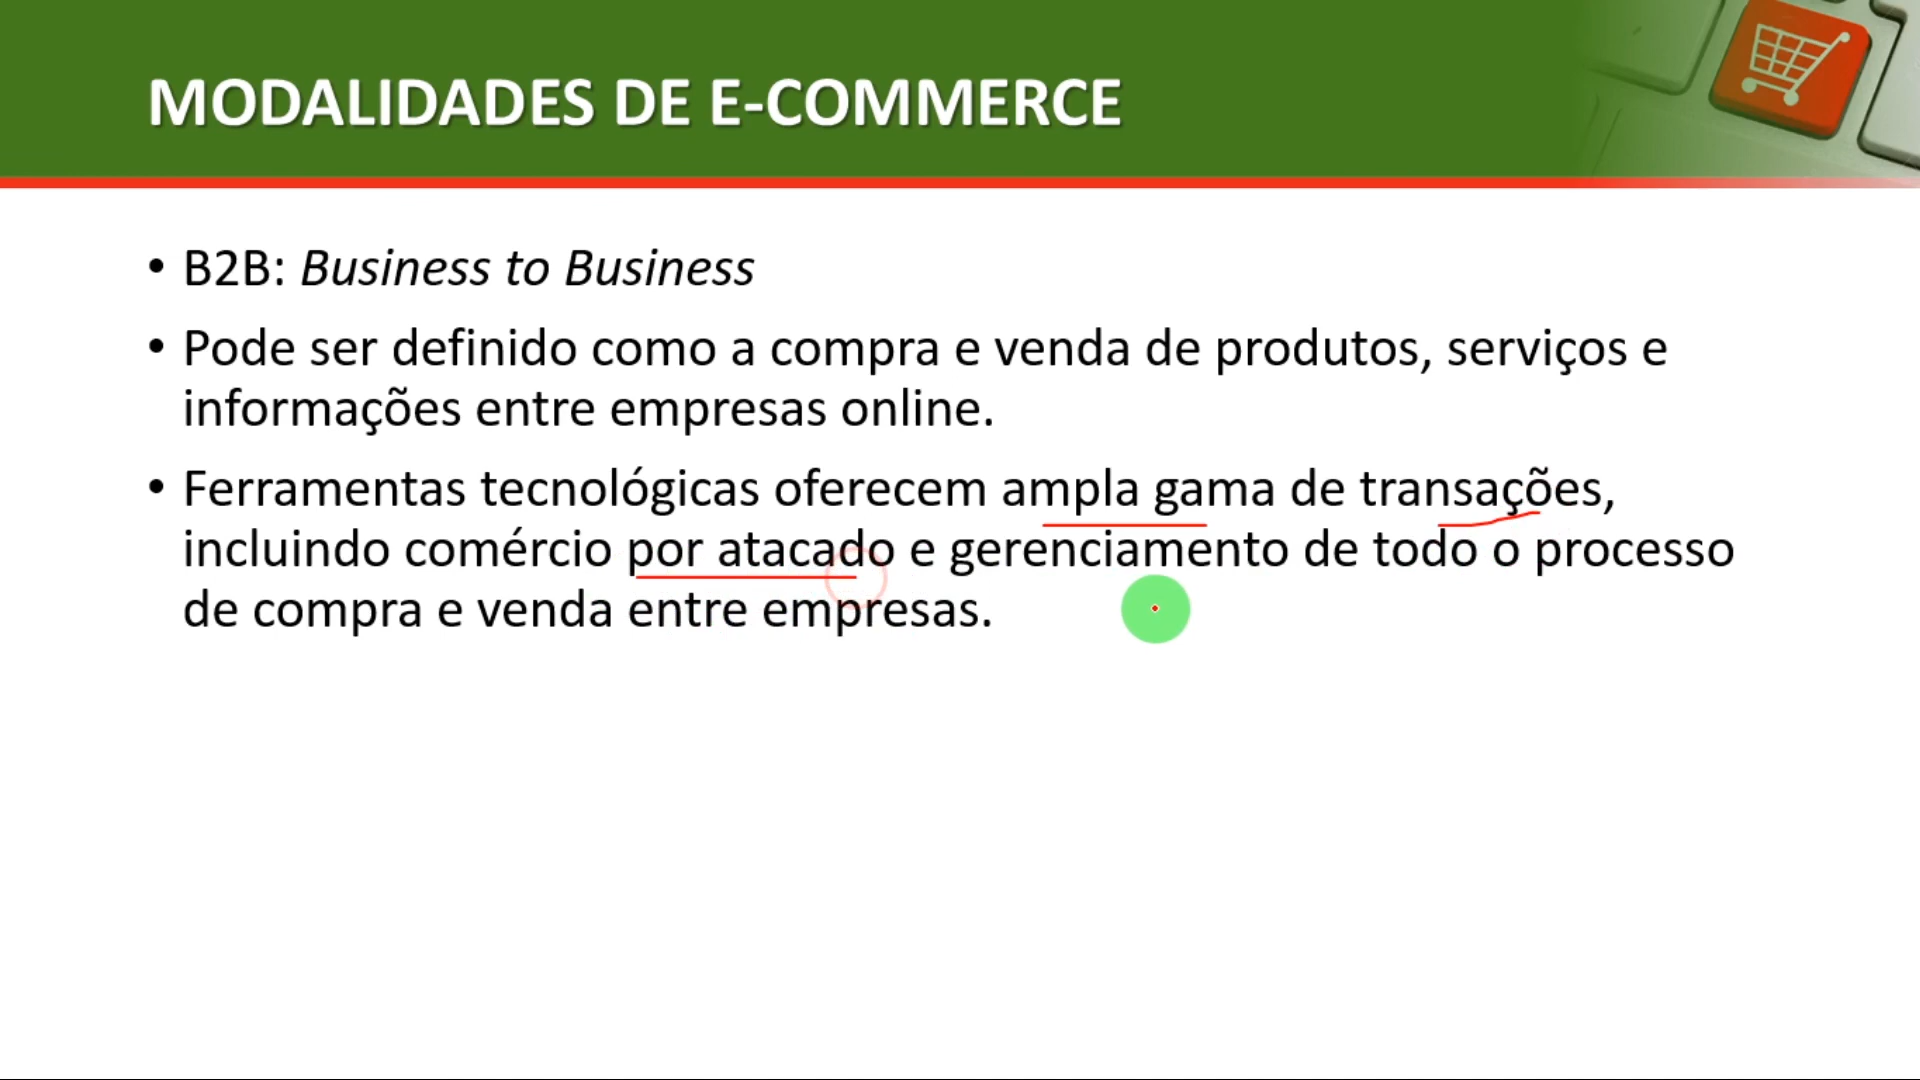 MODALIDADES DE E-COMMERCE
• B2B: Business to Business
• Pode ser definido como a compra e venda de produtos, serviços e
informações entre empresas online.
• Ferramentas tecnológicas oferecem ampla gama de transações,
incluindo comércio por atacado e gerenciamento de todo o processo
de compra e venda entre empresas.